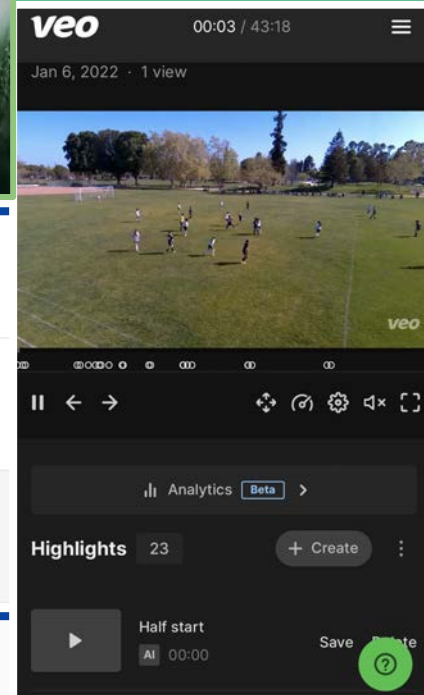 veo 00:03 / 43:18
Jan 6, 2022 · 1 view
veo
Analytics Beta
Highlights 23 + Create
Half start
Save
AI 00:00